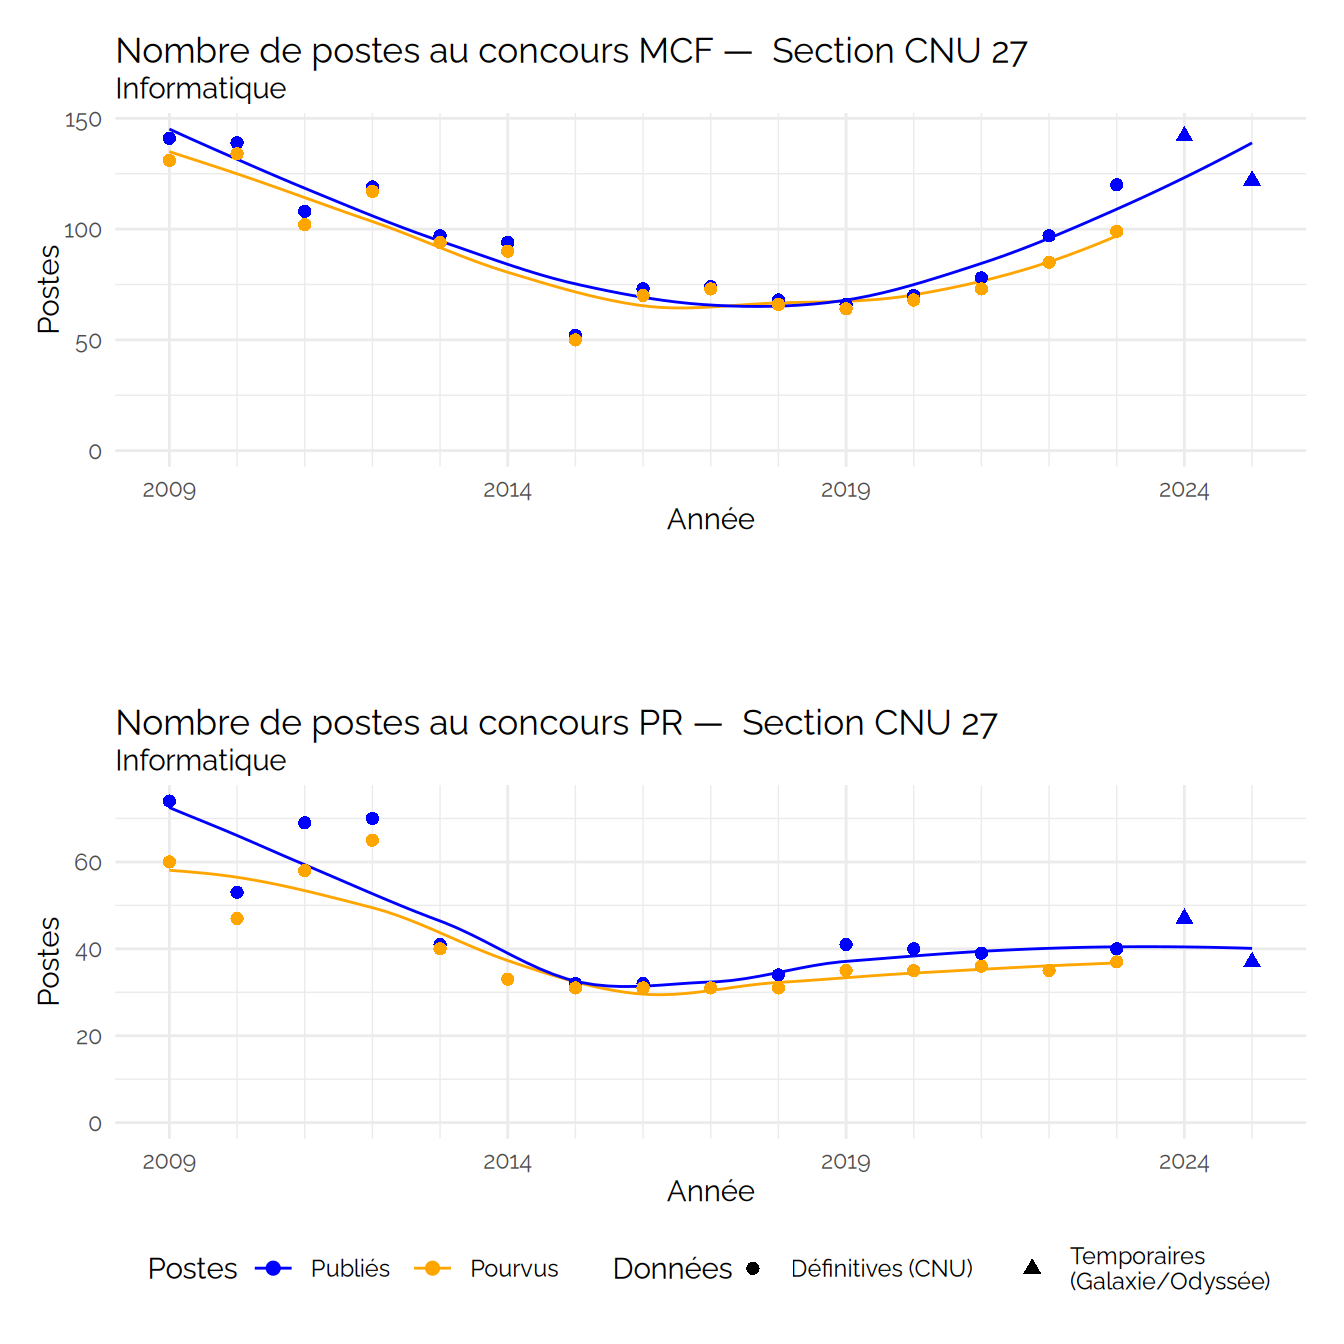 Nombre de postes au concours MCF — Section CNU 27
Informatique
150
100
50
0
Postes
2009 2014 2019 2024
Année
Nombre de postes au concours PR — Section CNU 27
Informatique
60
40
20
0
Postes
2009 2014 2019 2024
Année
Postes Publiés Pourvus Données Définitives (CNU) Temporaires
(Galaxie/Odyssée)